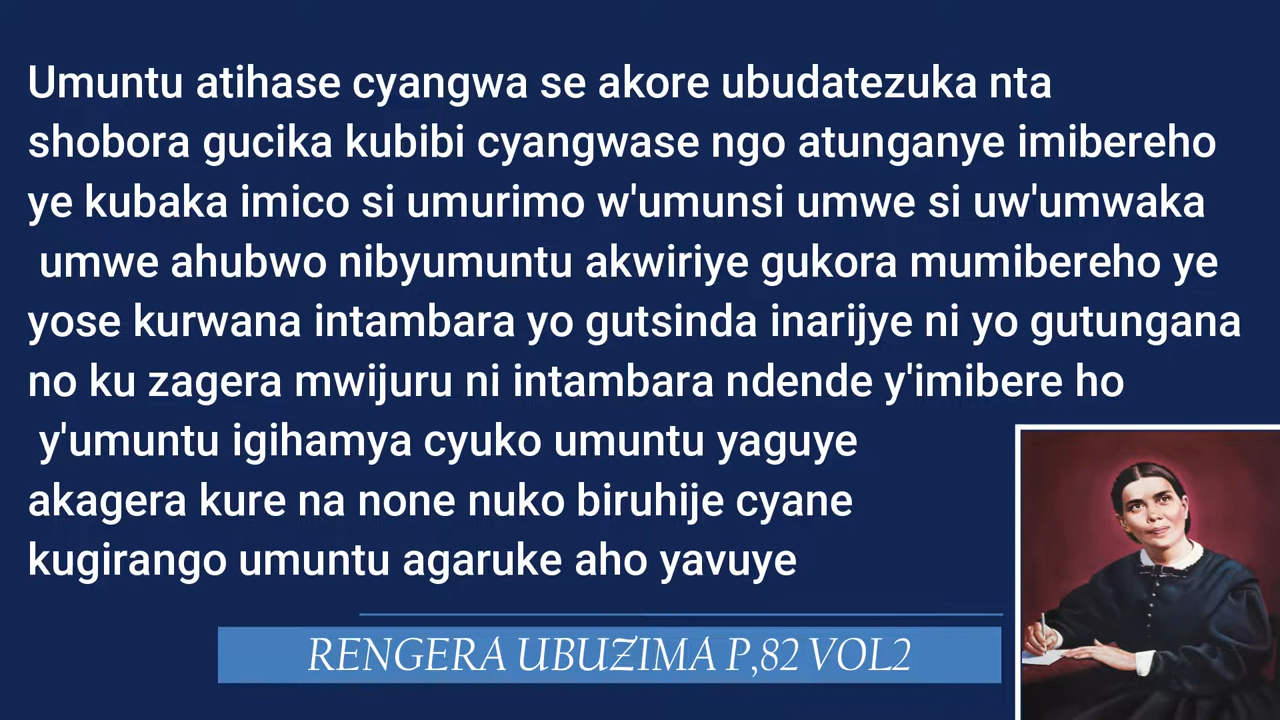 Umuntu atihase cyangwa se akore ubudatezuka nta
shobora gucika kubibi cyangwase ngo atunganye imibereho
ye kubaka imico si umurimo w'umunsi umwe si uw'umwaka
umwe ahubwo nibyumuntu akwiriye gukora mumibereho ye
yose kurwana intambara yo gutsinda inarijye ni yo gutungana
no ku zagera mwijuru ni intambara ndende y'imibere ho
y'umuntu igihamya cyuko umuntu yaguye
akagera kure na none nuko biruhije cyane
kugirango umuntu agaruke aho yavuye
RENGERA UBUZIMA P,82 VOL2